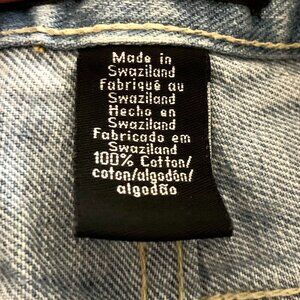 Made in
Swaziland
Fabriqué au
Swaziland
Hecho en
Swaziland
Fabricado em
Swaziland
100% Cotton/
coton/algodón/
algodão